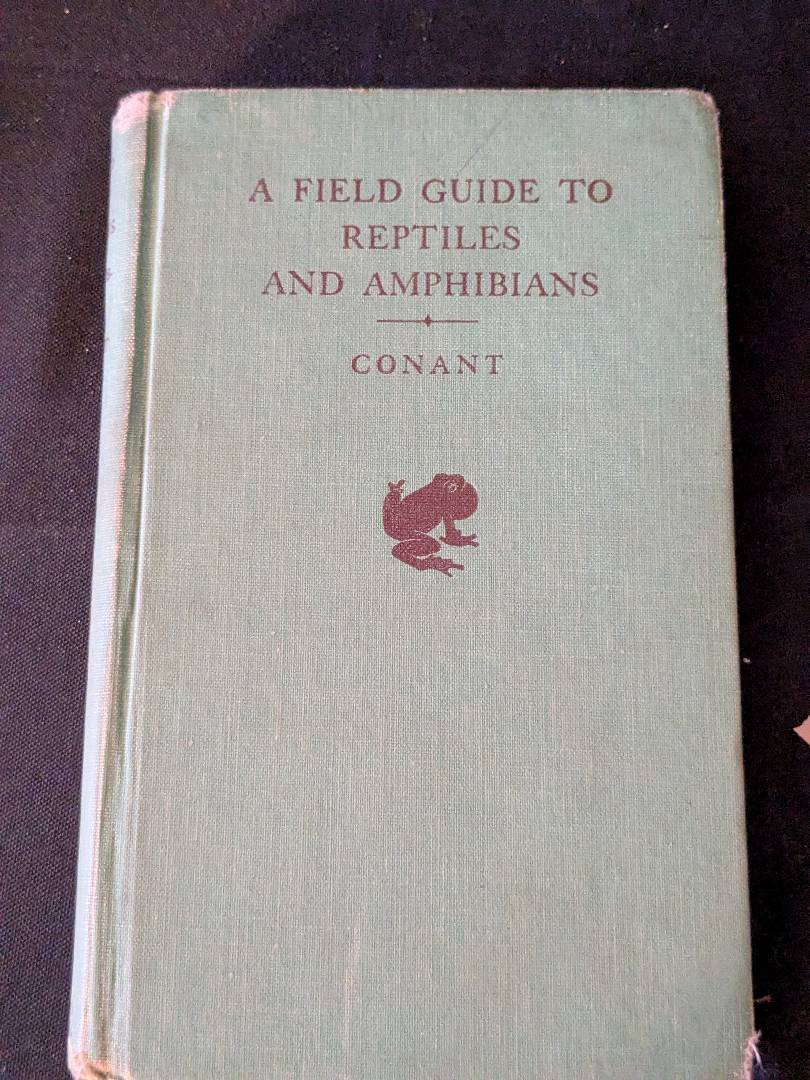 A FIELD GUIDE TO
REPTILES
AND AMPHIBIANS
CONANT